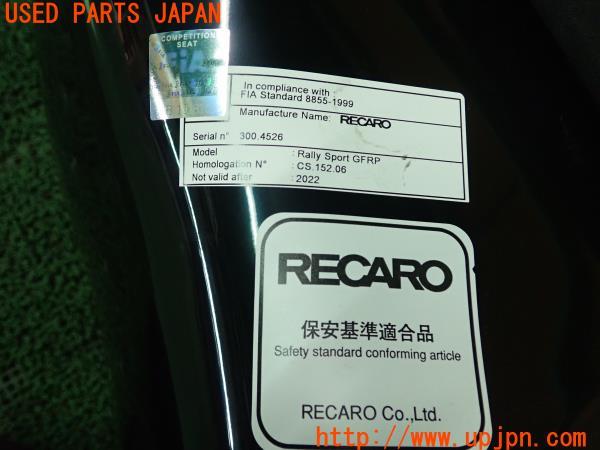 USED PARTS JAPAN
COMPETITION
SEAT
In compliance with :
FIA Standard 8855-1999
Manufacture Name: RECARO
Serial n° 300.4526
Model : Rally Sport GFRP
Homologation N° : CS.152.06
Not valid after : 2022
RECARO
保安基準適合品
Safety standard conforming article
RECARO Co.,Ltd.
http://www.upjpn.com/